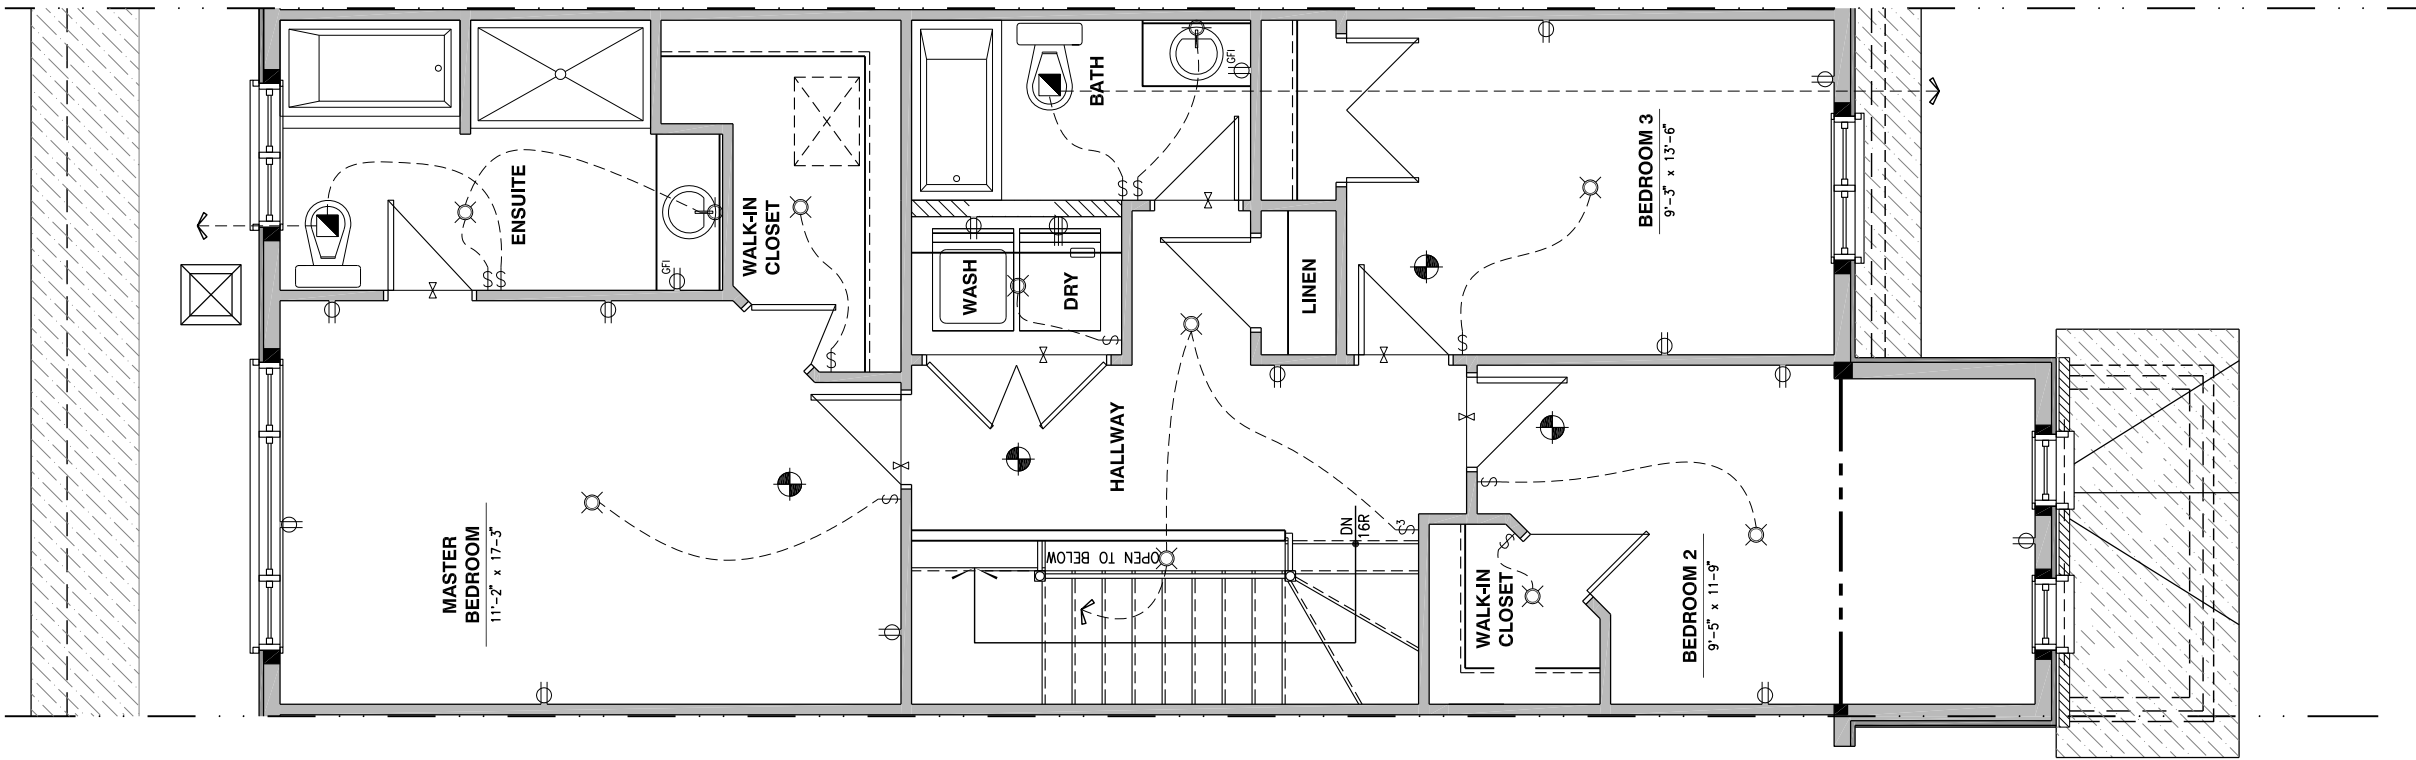 ENSUITE
GFI
WALK-IN
CLOSET
MASTER
BEDROOM
11'-2" x 17'-3"
BATH
GFI
WASH
DRY
LINEN
HALLWAY
OPEN TO BELOW
DN
16R
S
S
S
S
S
S
S
S
S
S
S3
S
BEDROOM 3
9'-3" x 13'-6"
WALK-IN
CLOSET
BEDROOM 2
9'-5" x 11'-9"